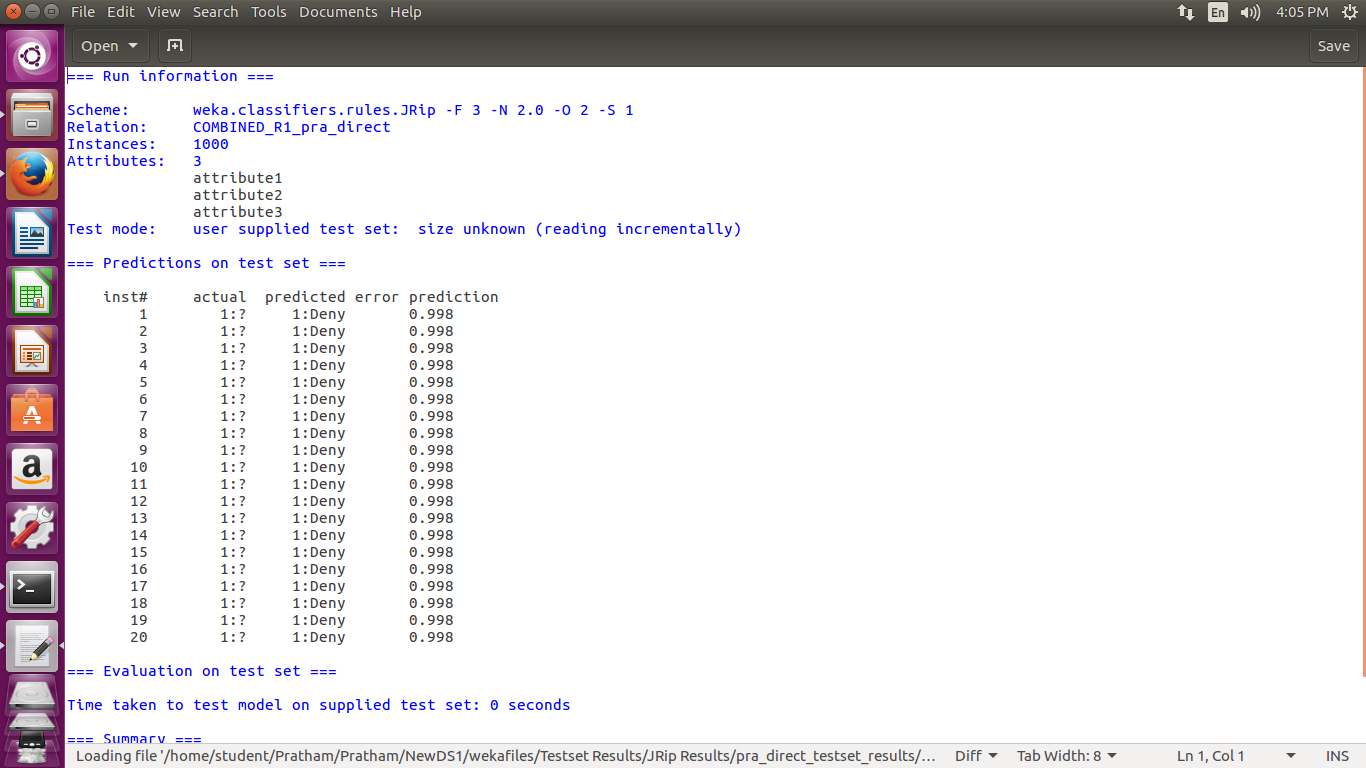 File Edit View Search Tools Documents Help
En 4:05 PM
Open Save
=== Run information ===
Scheme: weka.classifiers.rules.JRip -F 3 -N 2.0 -O 2 -S 1
Relation: COMBINED_R1_pra_direct
Instances: 1000
Attributes: 3
attribute1
attribute2
attribute3
Test mode: user supplied test set: size unknown (reading incrementally)
=== Predictions on test set ===
inst# actual predicted error prediction
1 1:? 1:Deny 0.998
2 1:? 1:Deny 0.998
3 1:? 1:Deny 0.998
4 1:? 1:Deny 0.998
5 1:? 1:Deny 0.998
6 1:? 1:Deny 0.998
7 1:? 1:Deny 0.998
8 1:? 1:Deny 0.998
9 1:? 1:Deny 0.998
10 1:? 1:Deny 0.998
11 1:? 1:Deny 0.998
12 1:? 1:Deny 0.998
13 1:? 1:Deny 0.998
14 1:? 1:Deny 0.998
15 1:? 1:Deny 0.998
16 1:? 1:Deny 0.998
17 1:? 1:Deny 0.998
18 1:? 1:Deny 0.998
19 1:? 1:Deny 0.998
20 1:? 1:Deny 0.998
=== Evaluation on test set ===
Time taken to test model on supplied test set: 0 seconds
=== Summary ===
Loading file '/home/student/Pratham/Pratham/NewDS1/wekafiles/Testset Results/JRip Results/pra_direct_testset_results/… Diff Tab Width: 8 Ln 1, Col 1 INS